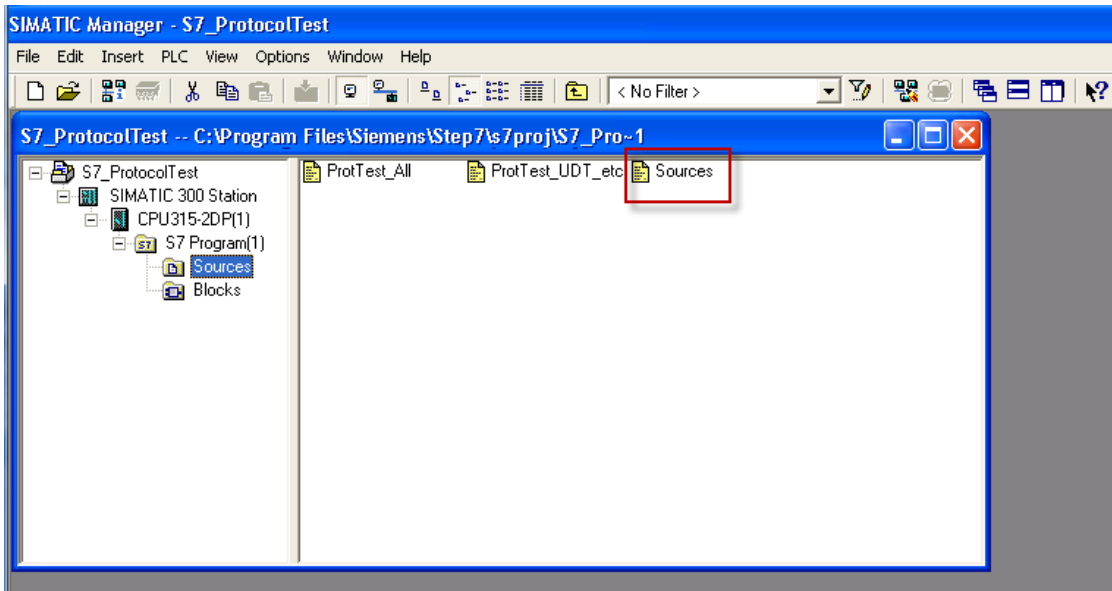 SIMATIC Manager - S7_ProtocolTest
File Edit Insert PLC View Options Window Help
< No Filter >
S7_ProtocolTest -- C:\Program Files\Siemens\Step7\s7proj\S7_Pro~1
S7_ProtocolTest
SIMATIC 300 Station
CPU315-2DP(1)
S7 Program(1)
Sources
Blocks
ProtTest_All ProtTest_UDT_etc Sources